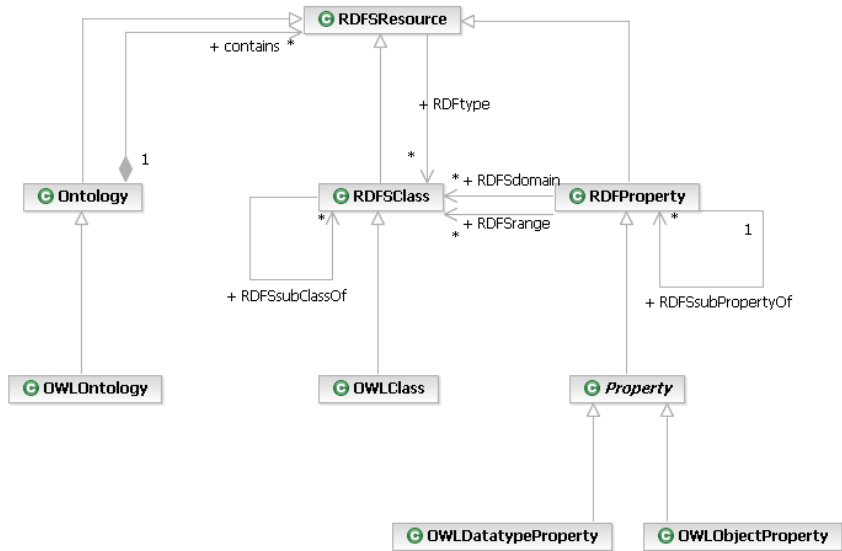 RDFSResource
+ contains *
+ RDFtype
1
*
Ontology
RDFSClass
* + RDFSdomain
RDFProperty
*
+ RDFSrange
*
*
1
+ RDFSsubClassOf
+ RDFSsubPropertyOf
OWLOntology
OWLClass
Property
OWLDatatypeProperty
OWLObjectProperty